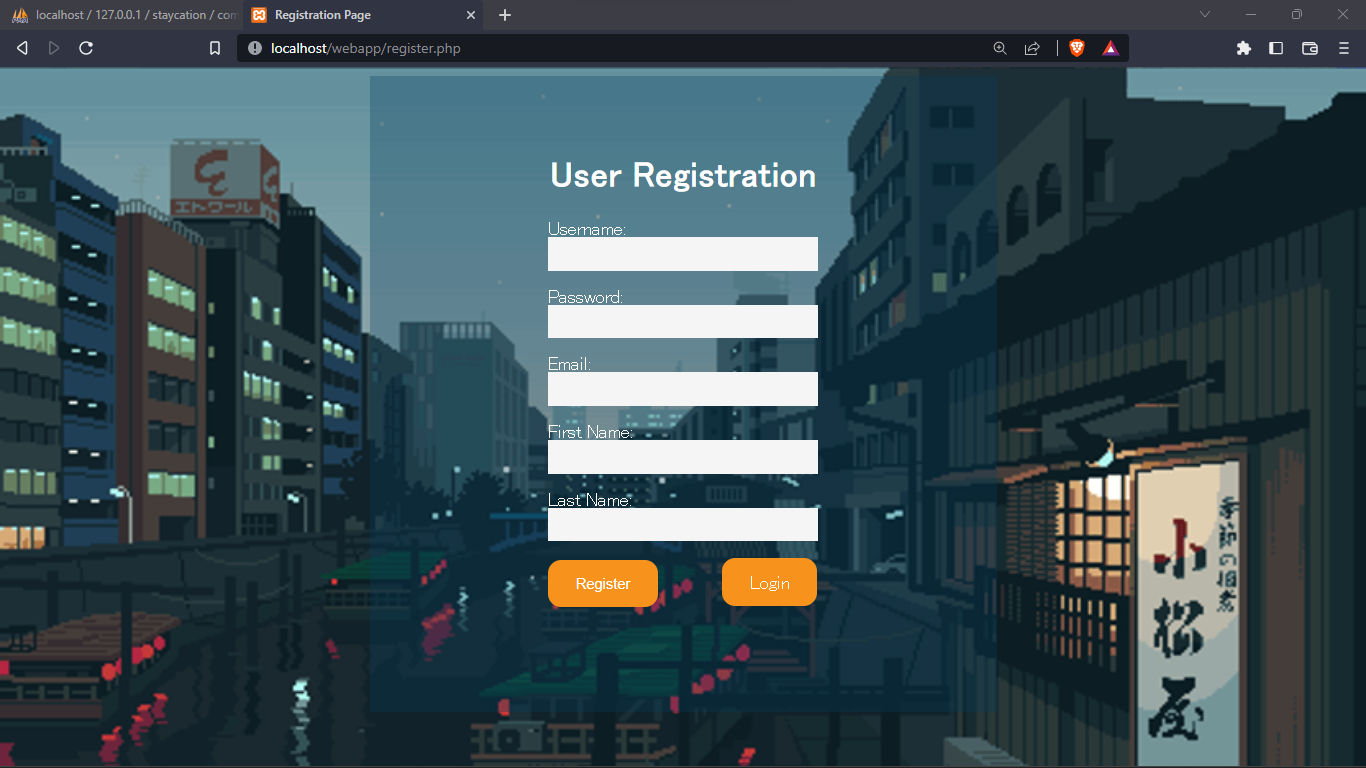 localhost / 127.0.0.1 / staycation / com
Registration Page
localhost/webapp/register.php
エトワール
User Registration
Username:
Password:
Email:
First Name:
Last Name:
Register
Login
季節の佃煮
小松屋